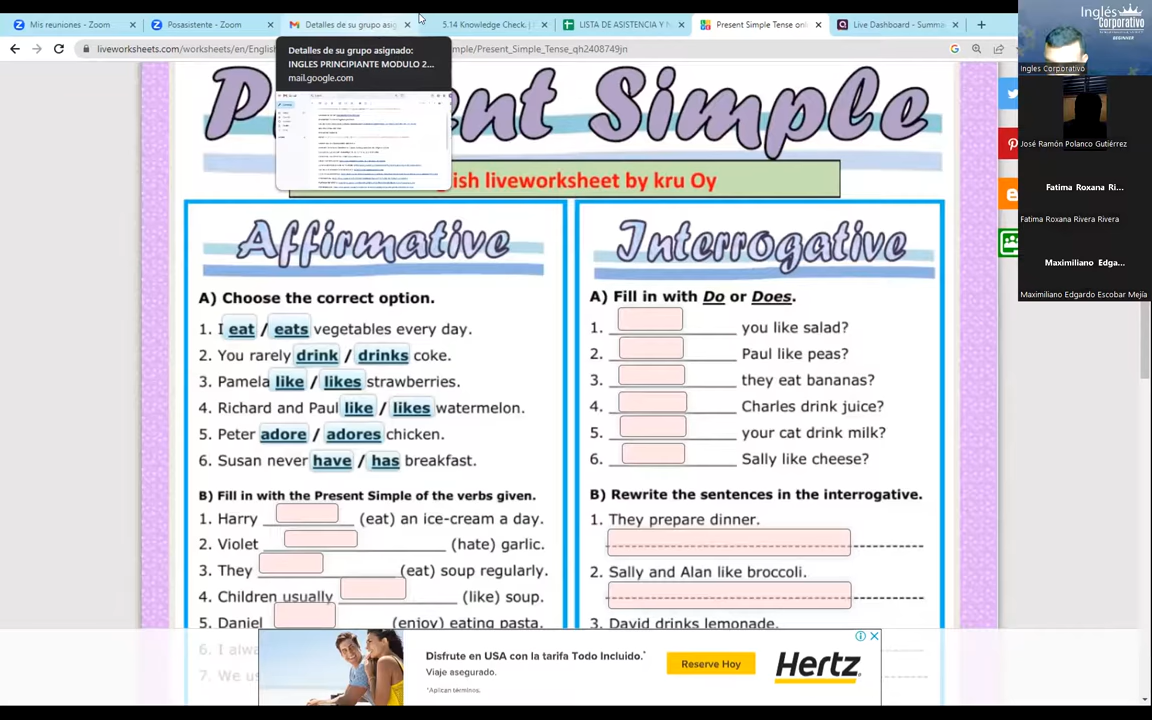 Mis reuniones - Zoom
Posasistente - Zoom
Detalles de su grupo asig
5.14 Knowledge Check. |
LISTA DE ASISTENCIA Y
Present Simple Tense onl
Live Dashboard - Summa
liveworksheets.com/worksheets/en/English
mple/Present_Simple_Tense_qh2408749jn
Detalles de su grupo asignado:
INGLES PRINCIPIANTE MODULO 2...
mail.google.com
ent Simple
glish liveworksheet by kru Oy
Affirmative
A) Choose the correct option.
1. I eat / eats vegetables every day.
2. You rarely drink / drinks coke.
3. Pamela like / likes strawberries.
4. Richard and Paul like / likes watermelon.
5. Peter adore / adores chicken.
6. Susan never have / has breakfast.
B) Fill in with the Present Simple of the verbs given.
1. Harry (eat) an ice-cream a day.
2. Violet (hate) garlic.
3. They (eat) soup regularly.
4. Children usually (like) soup.
5. Daniel (enjoy) eating pasta.
6. I alwa
7. We us
Interrogative
A) Fill in with Do or Does.
1. you like salad?
2. Paul like peas?
3. they eat bananas?
4. Charles drink juice?
5. your cat drink milk?
6. Sally like cheese?
B) Rewrite the sentences in the interrogative.
1. They prepare dinner.
2. Sally and Alan like broccoli.
3. David drinks lemonade.
Disfrute en USA con la tarifa Todo Incluido.*
Viaje asegurado.
*Aplican términos.
Reserve Hoy
Hertz
Inglés
Corporativo
BEGINNER
Ingles Corporativo
José Ramón Polanco Gutiérrez
Fatima Roxana Ri...
Fatima Roxana Rivera Rivera
Maximiliano Edga...
Maximiliano Edgardo Escobar Mejía